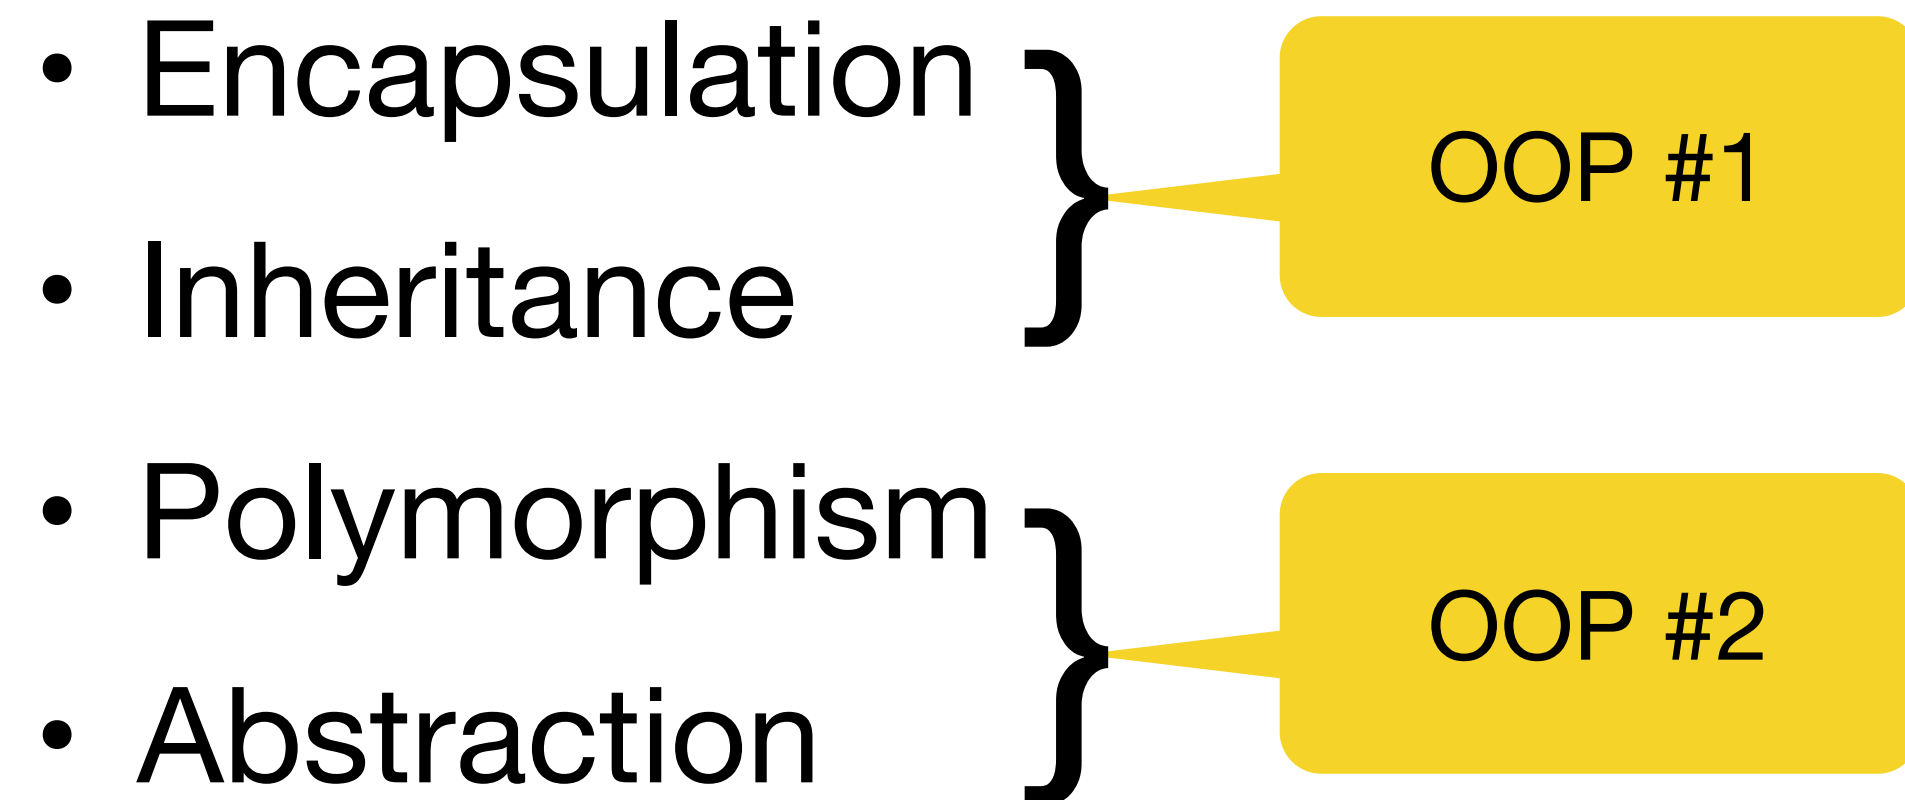 • Encapsulation
• Inheritance
}
OOP #1
• Polymorphism
• Abstraction
}
OOP #2